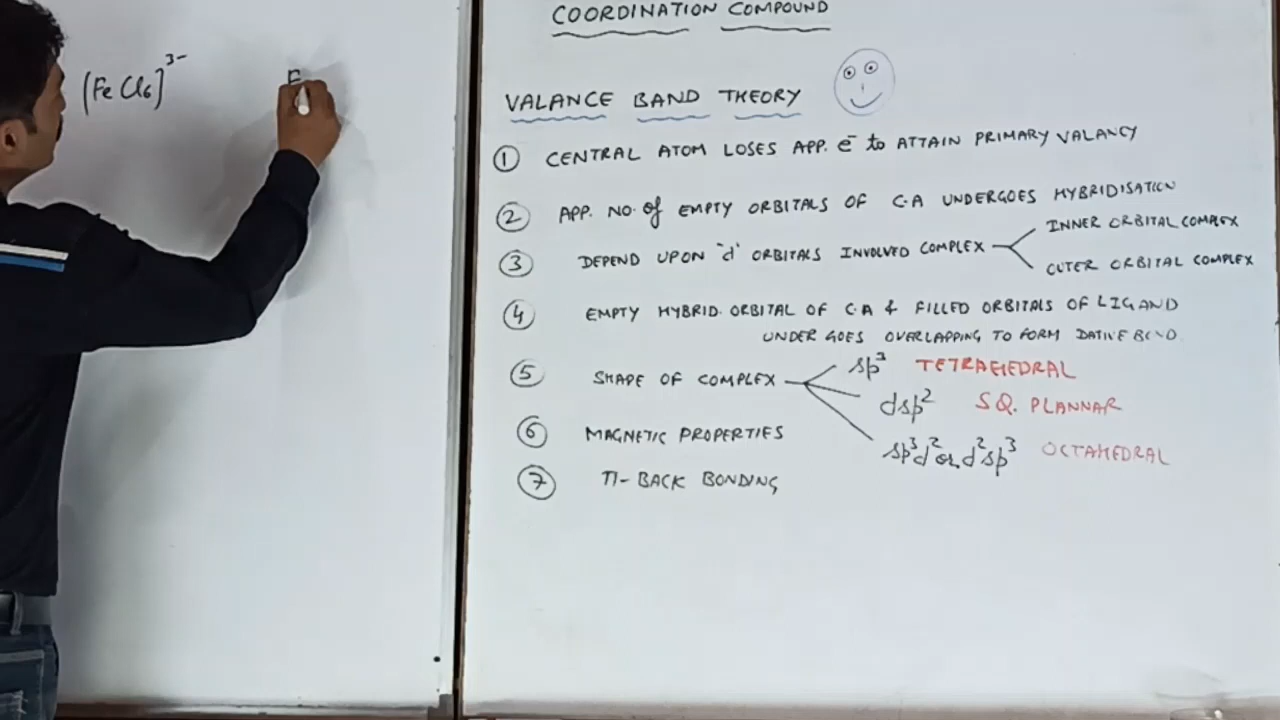 [FeCl6]3-
F
COORDINATION COMPOUND
VALANCE BAND THEORY
① CENTRAL ATOM LOSES APP. e̅ to ATTAIN PRIMARY VALANCY
② APP. NO. of EMPTY ORBITALS OF C.A UNDERGOES HYBRIDISATION
③ DEPEND UPON "d" ORBITALS INVOLVED COMPLEX
INNER ORBITAL COMPLEX
OUTER ORBITAL COMPLEX
④ EMPTY HYBRID. ORBITAL OF C.A & FILLED ORBITALS OF LIGAND
UNDER GOES OVERLAPPING TO FORM DATIVE BOND.
⑤ SHAPE OF COMPLEX
sp3 TETRAHEDRAL
dsp2 SQ. PLANNAR
sp3d2 or d2sp3 OCTAHEDRAL
⑥ MAGNETIC PROPERTIES
⑦ π-BACK BONDING